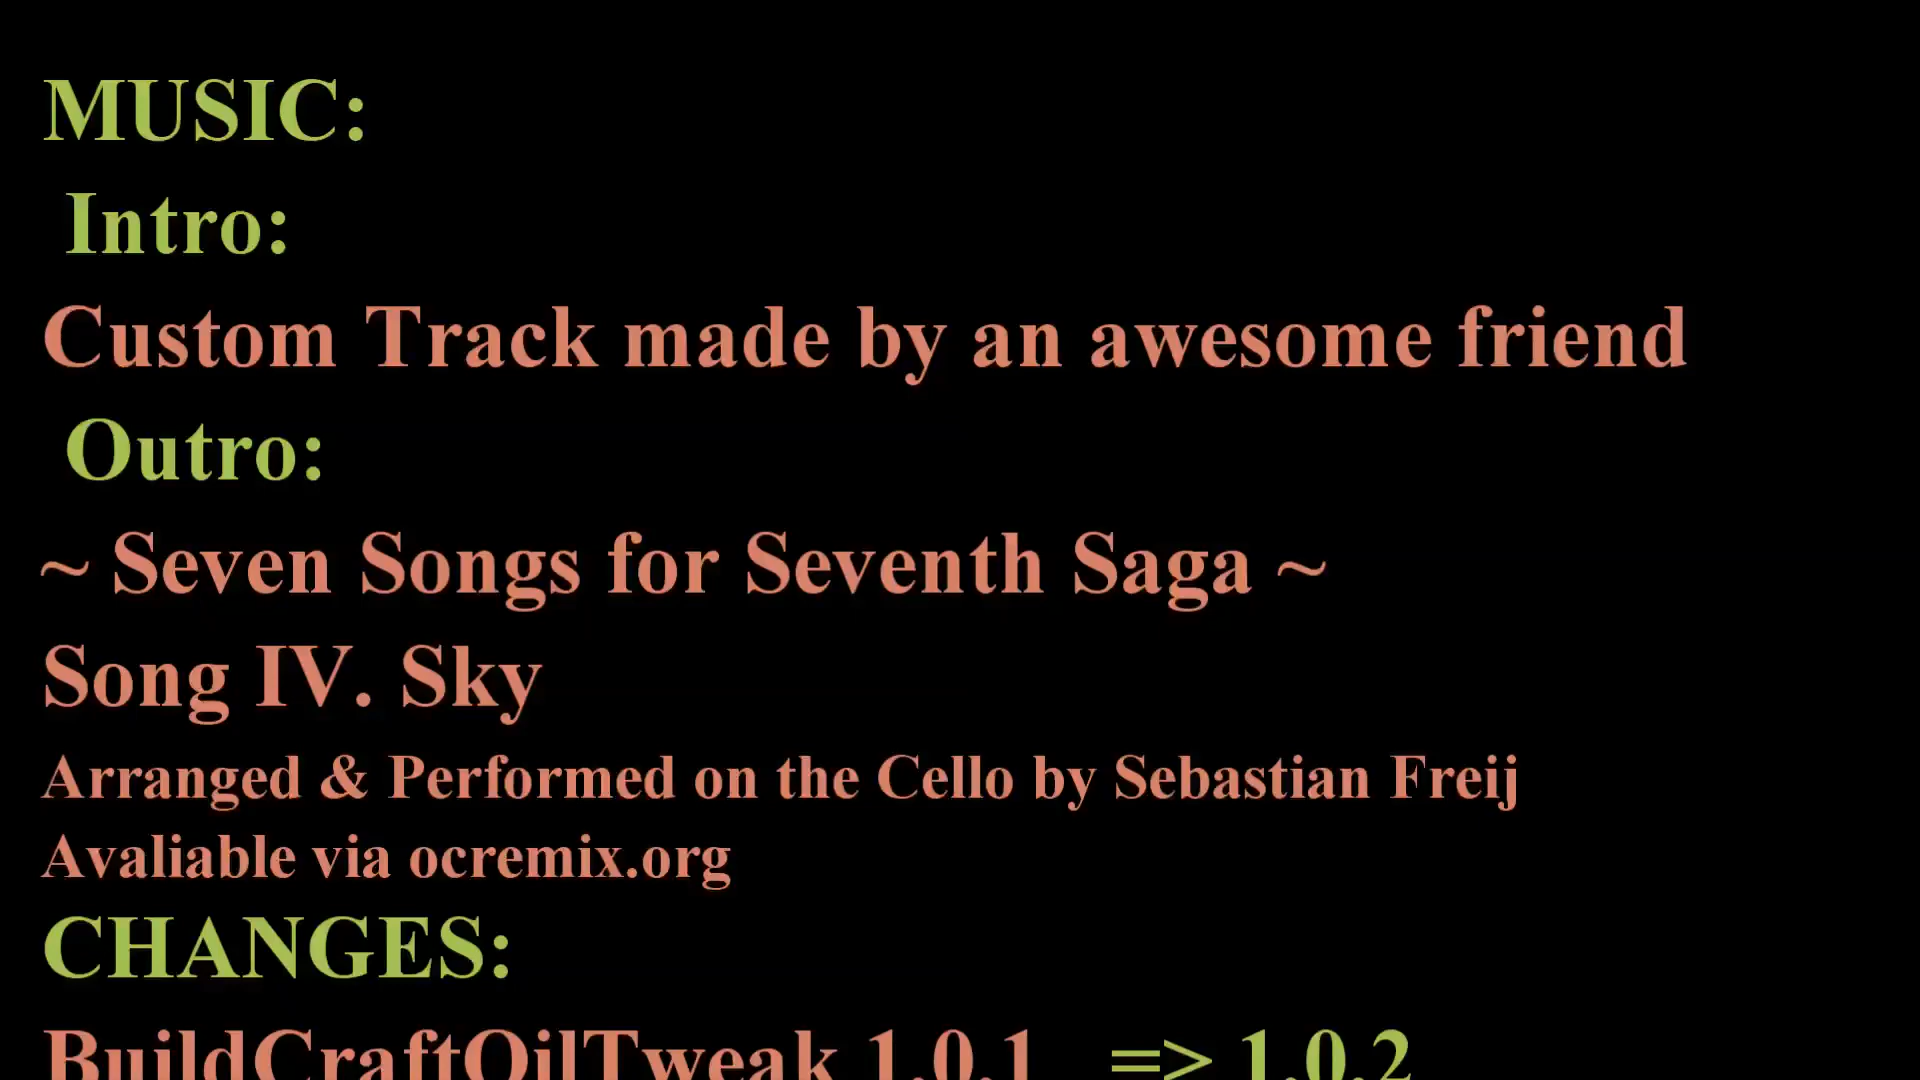 MUSIC:
Intro:
Custom Track made by an awesome friend
Outro:
~ Seven Songs for Seventh Saga ~
Song IV. Sky
Arranged & Performed on the Cello by Sebastian Freij
Avaliable via ocremix.org
CHANGES:
BuildCraftOilTweak 1.0.1 => 1.0.2